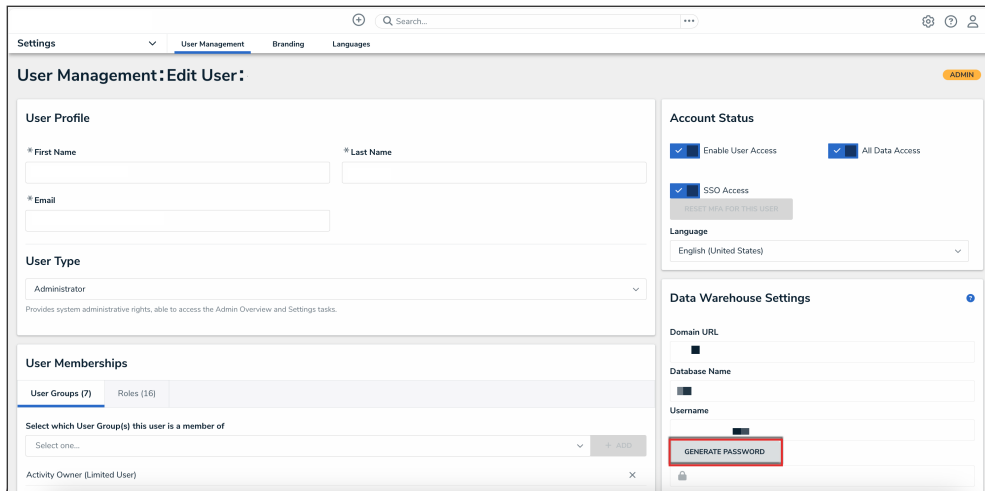 Search...
Settings
User Management Branding Languages
User Management: Edit User:
ADMIN
User Profile
* First Name
* Last Name
* Email
User Type
Administrator
Provides system administrative rights, able to access the Admin Overview and Settings tasks.
User Memberships
User Groups (7) Roles (16)
Select which User Group(s) this user is a member of
Select one...
+ ADD
Activity Owner (Limited User)
Account Status
Enable User Access
All Data Access
SSO Access
RESET MFA FOR THIS USER
Language
English (United States)
Data Warehouse Settings
Domain URL
Database Name
Username
GENERATE PASSWORD